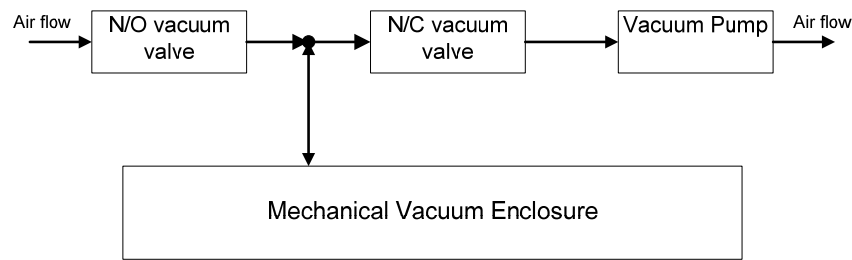 Air flow
N/O vacuum
valve
N/C vacuum
valve
Vacuum Pump
Air flow
Mechanical Vacuum Enclosure